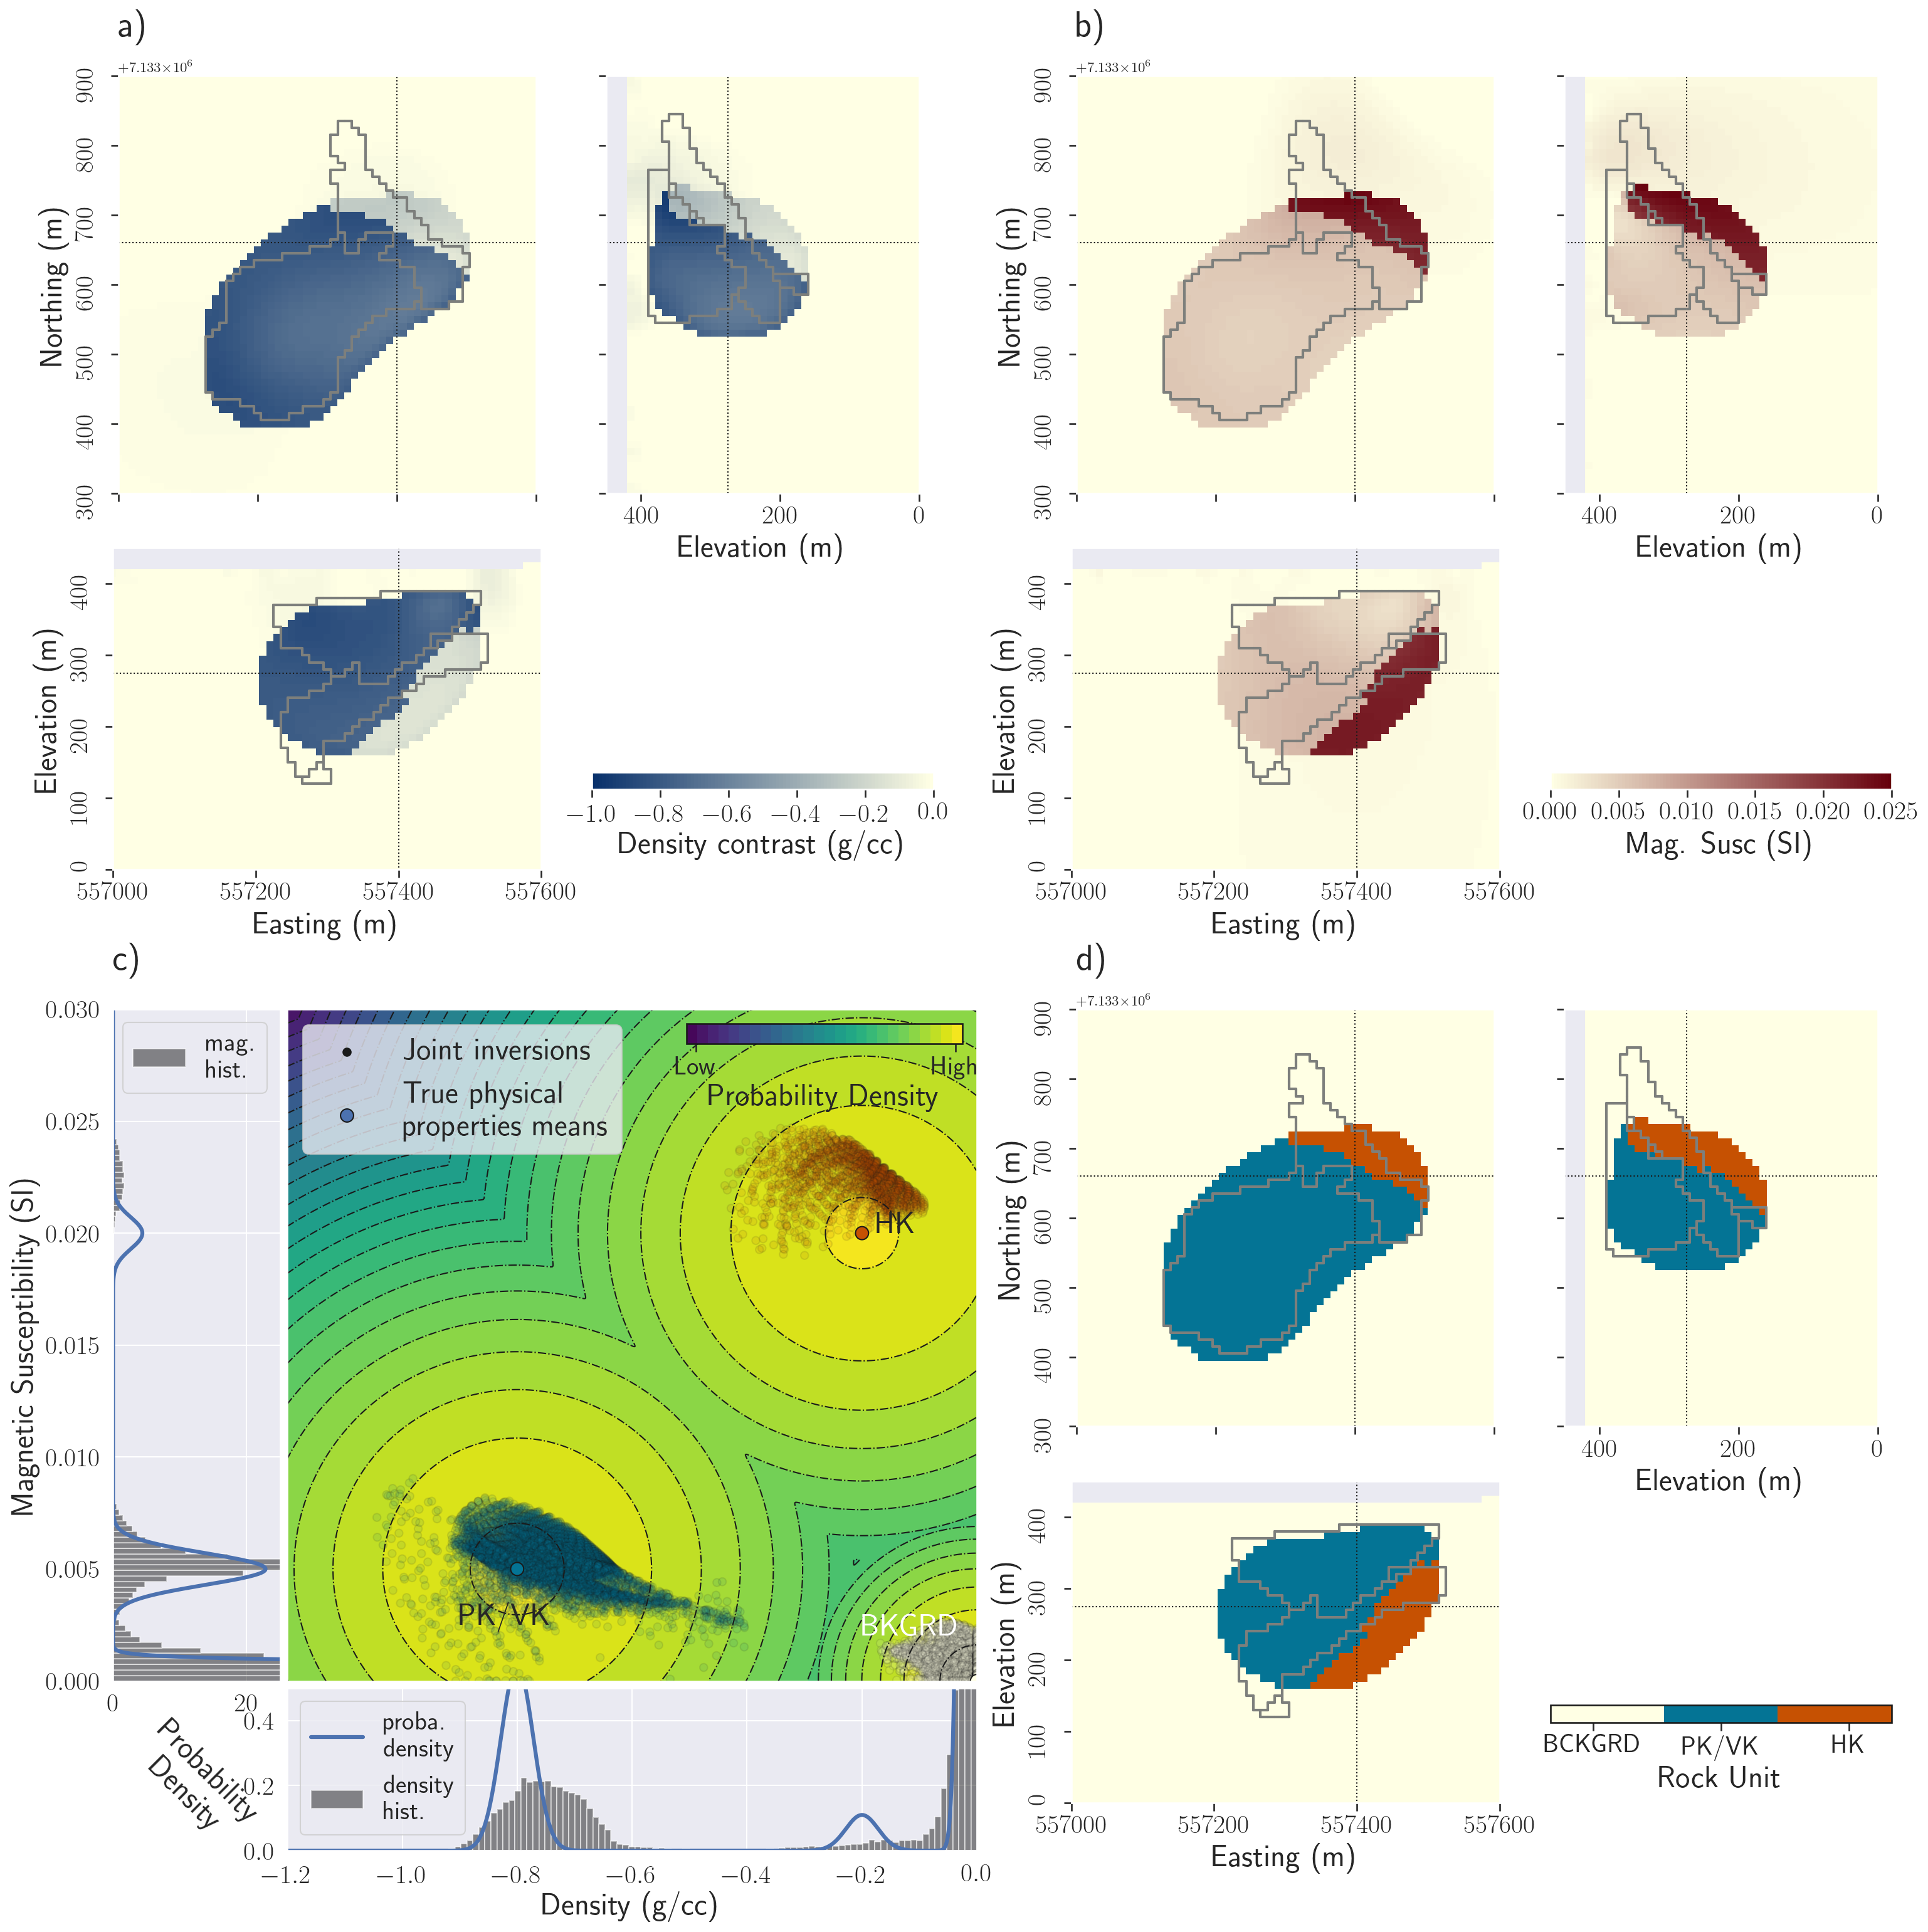 a)
+7.133×10⁶
900
800
700
600
500
400
300
Northing (m)
400
200
0
Elevation (m)
400
300
200
100
0
Elevation (m)
557000
557200
557400
557600
Easting (m)
−1.0
−0.8
−0.6
−0.4
−0.2
0.0
Density contrast (g/cc)
b)
+7.133×10⁶
900
800
700
600
500
400
300
Northing (m)
400
200
0
Elevation (m)
400
300
200
100
0
Elevation (m)
557000
557200
557400
557600
Easting (m)
0.000
0.005
0.010
0.015
0.020
0.025
Mag. Susc (SI)
c)
0.030
0.025
0.020
0.015
0.010
0.005
0.000
Magnetic Susceptibility (SI)
mag.
hist.
0
20
Probability
Density
Joint inversions
True physical
properties means
Low
High
Probability Density
HK
PK/VK
BKGRD
0.4
0.2
0.0
proba.
density
density
hist.
−1.2
−1.0
−0.8
−0.6
−0.4
−0.2
0.0
Density (g/cc)
d)
+7.133×10⁶
900
800
700
600
500
400
300
Northing (m)
400
200
0
Elevation (m)
400
300
200
100
0
Elevation (m)
557000
557200
557400
557600
Easting (m)
BCKGRD
PK/VK
HK
Rock Unit